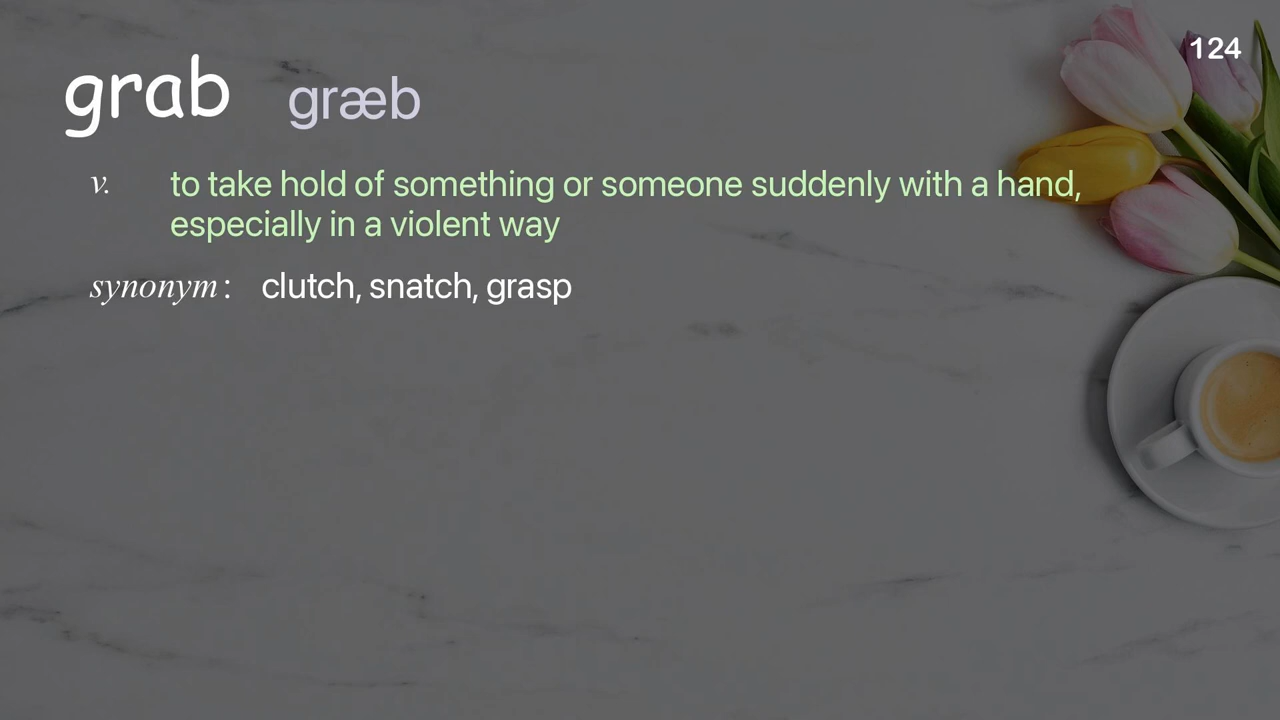 124
grab græb
v. to take hold of something or someone suddenly with a hand,
especially in a violent way
synonym: clutch, snatch, grasp